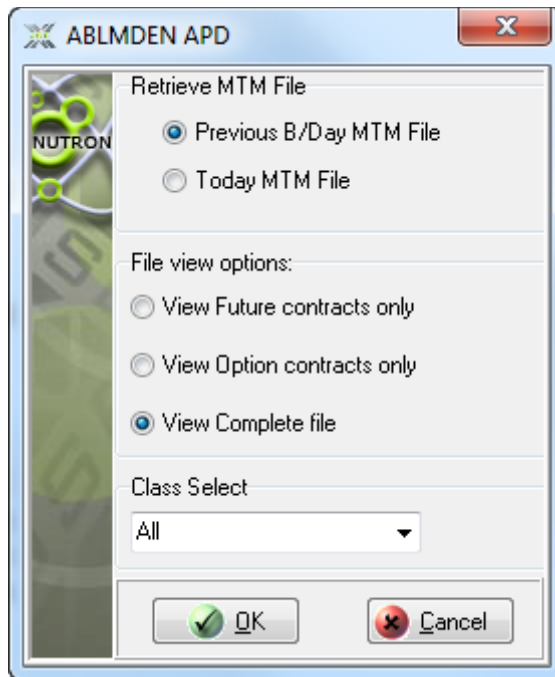 ABLMDEN APD
NUTRON
Retrieve MTM File
Previous B/Day MTM File
Today MTM File
File view options:
View Future contracts only
View Option contracts only
View Complete file
Class Select
All
OK
Cancel